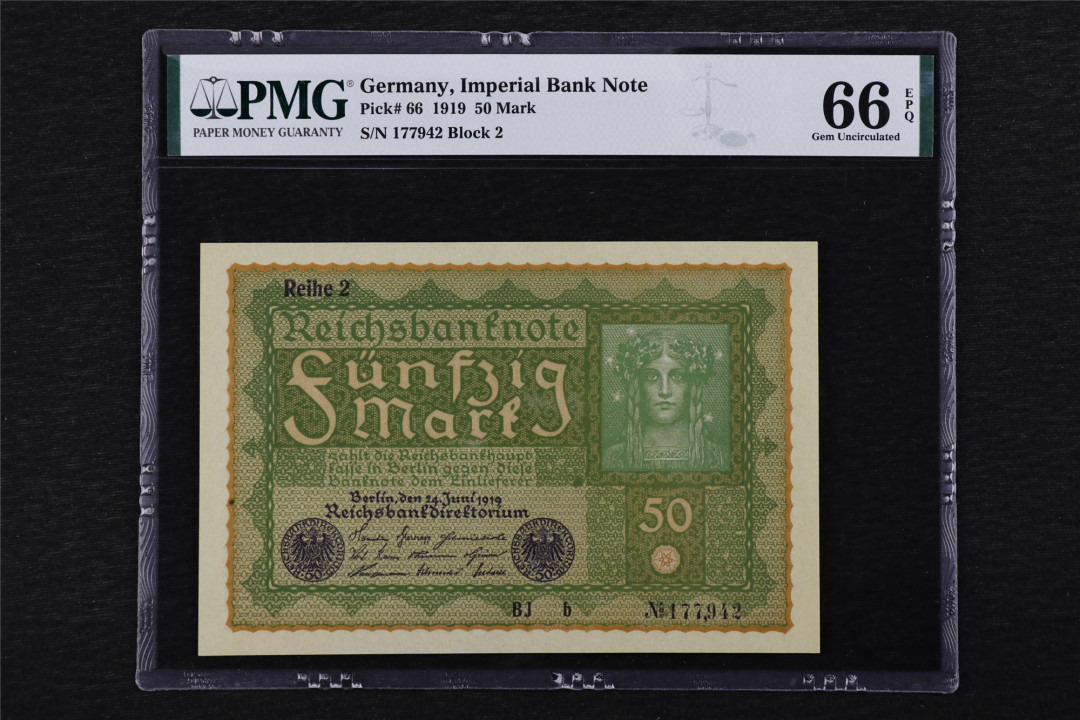 PMG®
PAPER MONEY GUARANTY
Germany, Imperial Bank Note
Pick# 66 1919 50 Mark
S/N 177942 Block 2
66
EPQ
Gem Uncirculated
Reihe 2
Reichsbanknote
Fünfzig
Mark
zahlt die Reichsbankhaupt
kasse in Berlin gegen diese
Banknote dem Einlieferer
Berlin, den 24. Juni 1919
Reichsbankdirektorium
50
BJ b
№ 177,942